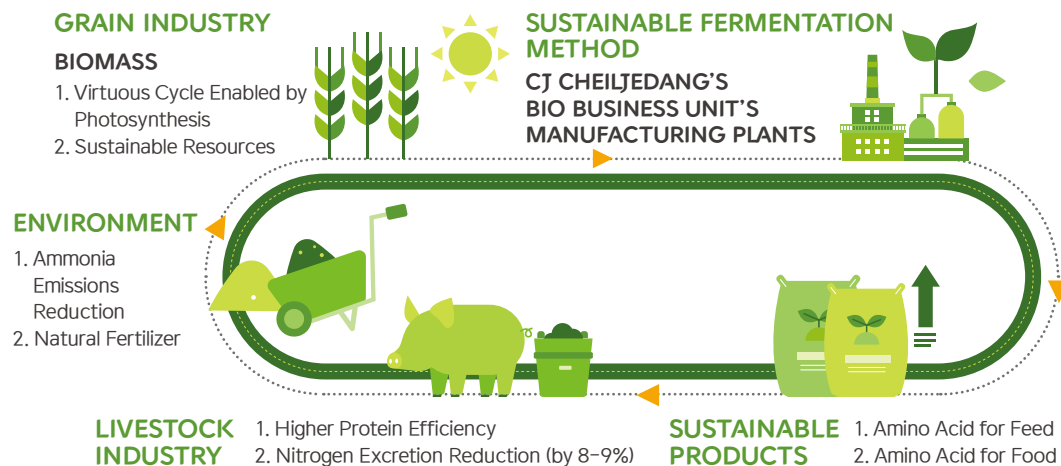 GRAIN INDUSTRY
BIOMASS
1. Virtuous Cycle Enabled by
Photosynthesis
2. Sustainable Resources
SUSTAINABLE FERMENTATION
METHOD
CJ CHEILJEDANG'S
BIO BUSINESS UNIT'S
MANUFACTURING PLANTS
ENVIRONMENT
1. Ammonia
Emissions
Reduction
2. Natural Fertilizer
LIVESTOCK
INDUSTRY
1. Higher Protein Efficiency
2. Nitrogen Excretion Reduction (by 8-9%)
SUSTAINABLE
PRODUCTS
1. Amino Acid for Feed
2. Amino Acid for Food